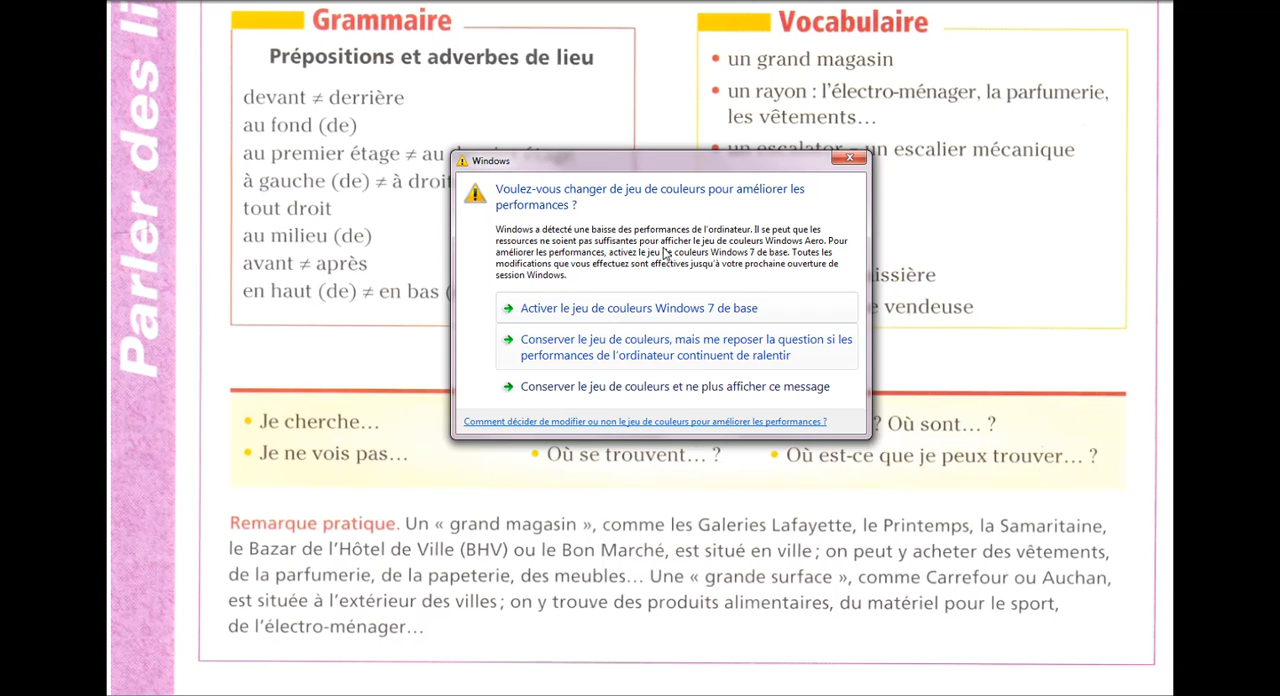 Parler des li
Grammaire
Prépositions et adverbes de lieu
devant ≠ derrière
au fond (de)
au premier étage ≠ au dernier étage
à gauche (de) ≠ à droit
tout droit
au milieu (de)
avant ≠ après
en haut (de) ≠ en bas (
Vocabulaire
• un grand magasin
• un rayon : l'électro-ménager, la parfumerie,
les vêtements…
• un escalator = un escalier mécanique
issière
e vendeuse
Windows
Voulez-vous changer de jeu de couleurs pour améliorer les
performances ?
Windows a détecté une baisse des performances de l'ordinateur. Il se peut que les
ressources ne soient pas suffisantes pour afficher le jeu de couleurs Windows Aero. Pour
améliorer les performances, activez le jeu de couleurs Windows 7 de base. Toutes les
modifications que vous effectuez sont effectives jusqu'à votre prochaine ouverture de
session Windows.
Activer le jeu de couleurs Windows 7 de base
Conserver le jeu de couleurs, mais me reposer la question si les
performances de l'ordinateur continuent de ralentir
Conserver le jeu de couleurs et ne plus afficher ce message
Comment décider de modifier ou non le jeu de couleurs pour améliorer les performances ?
• Je cherche…
? Où sont… ?
• Je ne vois pas…
• Où se trouvent… ?
• Où est-ce que je peux trouver… ?
Remarque pratique. Un « grand magasin », comme les Galeries Lafayette, le Printemps, la Samaritaine,
le Bazar de l'Hôtel de Ville (BHV) ou le Bon Marché, est situé en ville ; on peut y acheter des vêtements,
de la parfumerie, de la papeterie, des meubles… Une « grande surface », comme Carrefour ou Auchan,
est située à l'extérieur des villes ; on y trouve des produits alimentaires, du matériel pour le sport,
de l'électro-ménager…